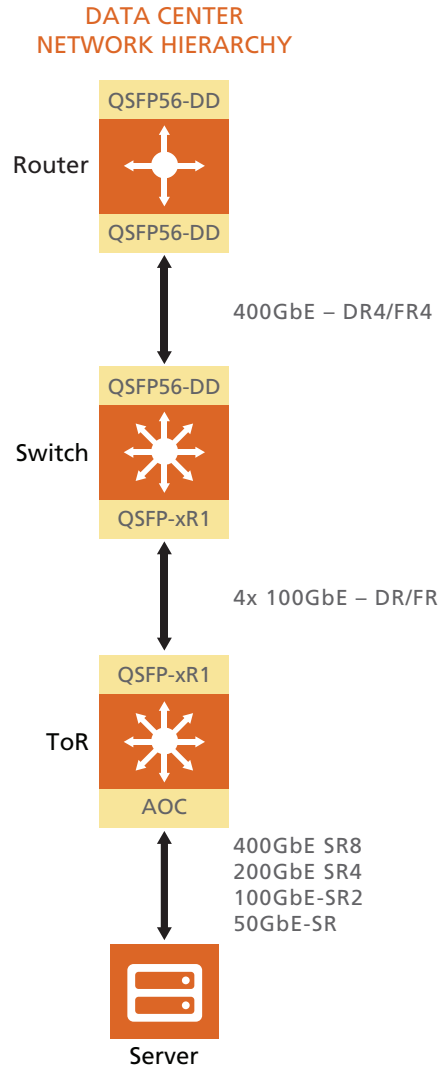 DATA CENTER
NETWORK HIERARCHY
QSFP56-DD
Router
QSFP56-DD
400GbE – DR4/FR4
QSFP56-DD
Switch
QSFP-xR1
4x 100GbE – DR/FR
QSFP-xR1
ToR
AOC
400GbE SR8
200GbE SR4
100GbE-SR2
50GbE-SR
Server